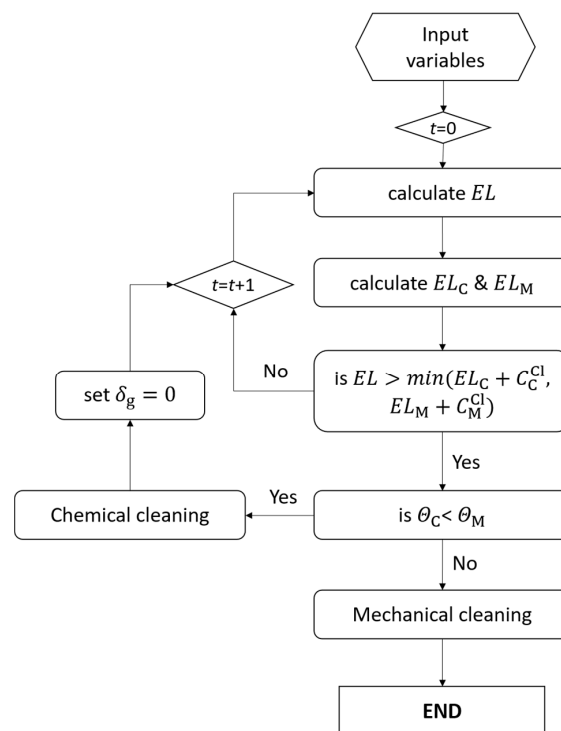 Input
variables
t=0
calculate EL
t=t+1
calculate EL_C & EL_M
No
is EL > min(EL_C + C_C^Cl,
EL_M + C_M^Cl)
set δ_g = 0
Yes
Chemical cleaning
Yes
is Θ_C< Θ_M
No
Mechanical cleaning
END